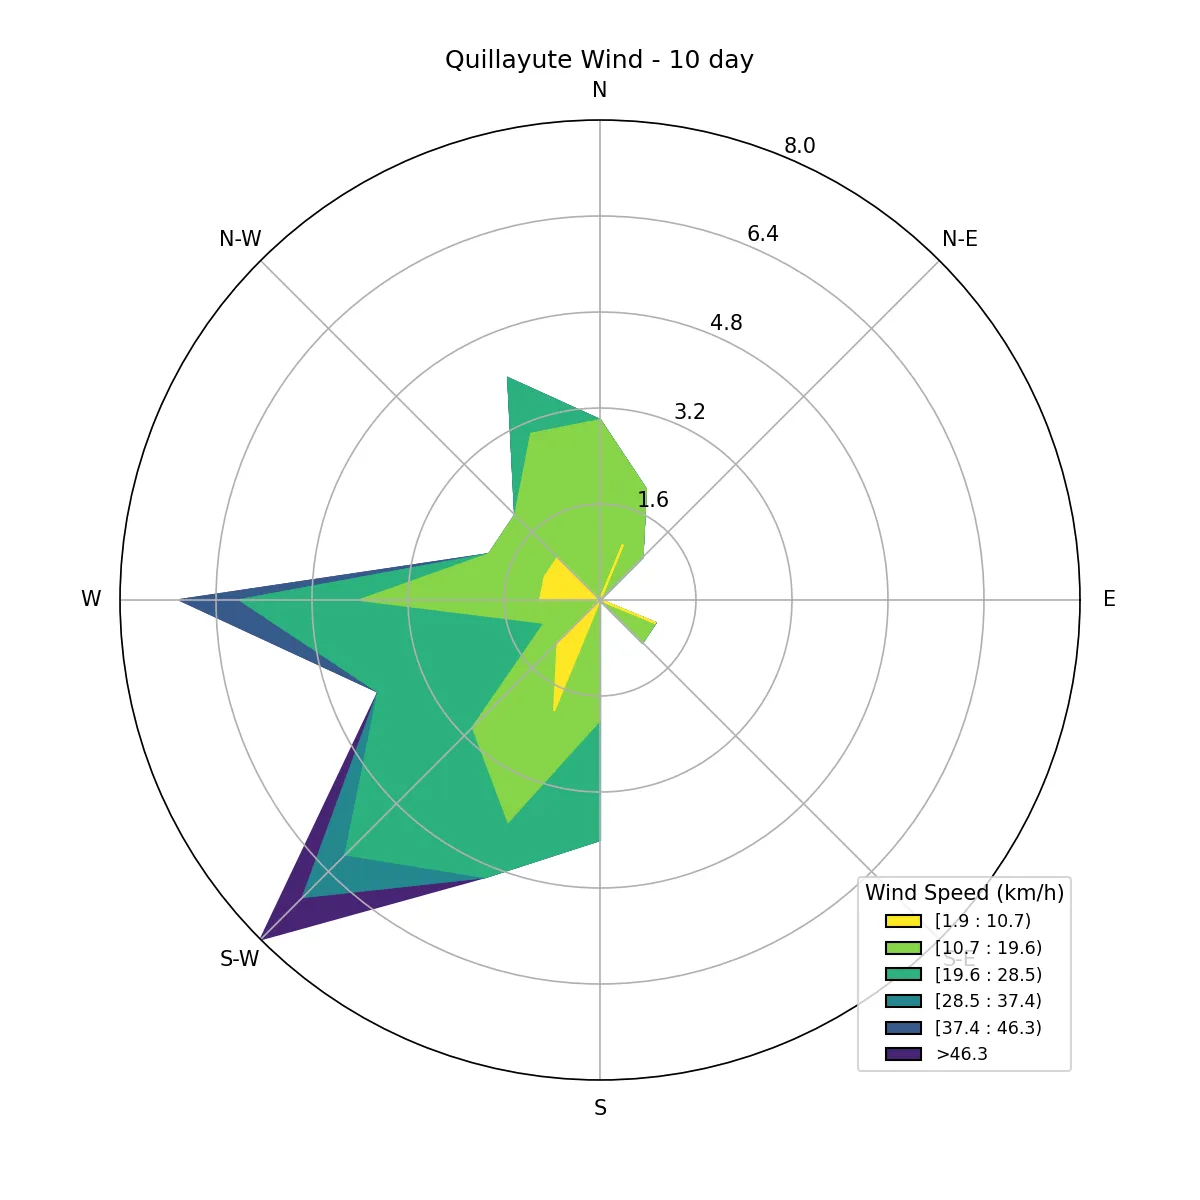 Quillayute Wind - 10 day
N
8.0
N-W
6.4
N-E
4.8
3.2
1.6
W
E
S-W
S-E
Wind Speed (km/h)
[1.9 : 10.7)
[10.7 : 19.6)
[19.6 : 28.5)
[28.5 : 37.4)
[37.4 : 46.3)
>46.3
S